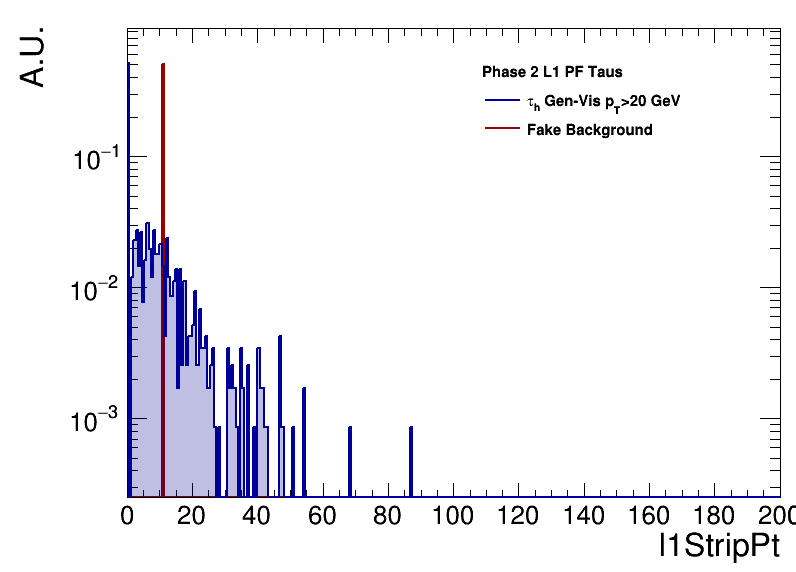 A.U.
Phase 2 L1 PF Taus
τh Gen-Vis pT>20 GeV
Fake Background
10−1
10−2
10−3
0 20 40 60 80 100 120 140 160 180 200
l1StripPt